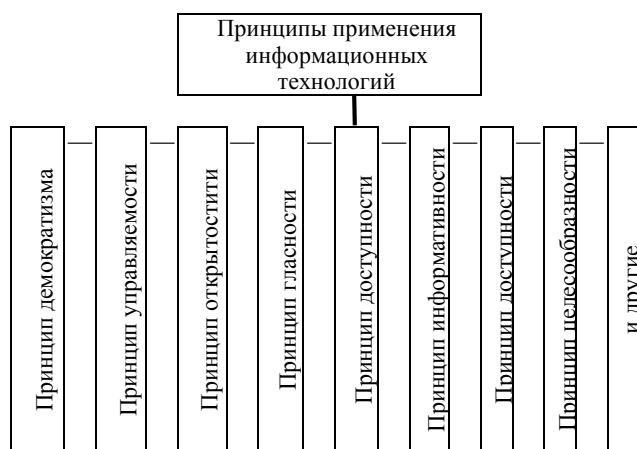 Принципы применения
информационных
технологий
Принцип демократизма
Принцип управляемости
Принцип открытостити
Принцип гласности
Принцип доступности
Принцип информативности
Принцип доступности
Принцип целесообразности
и другие